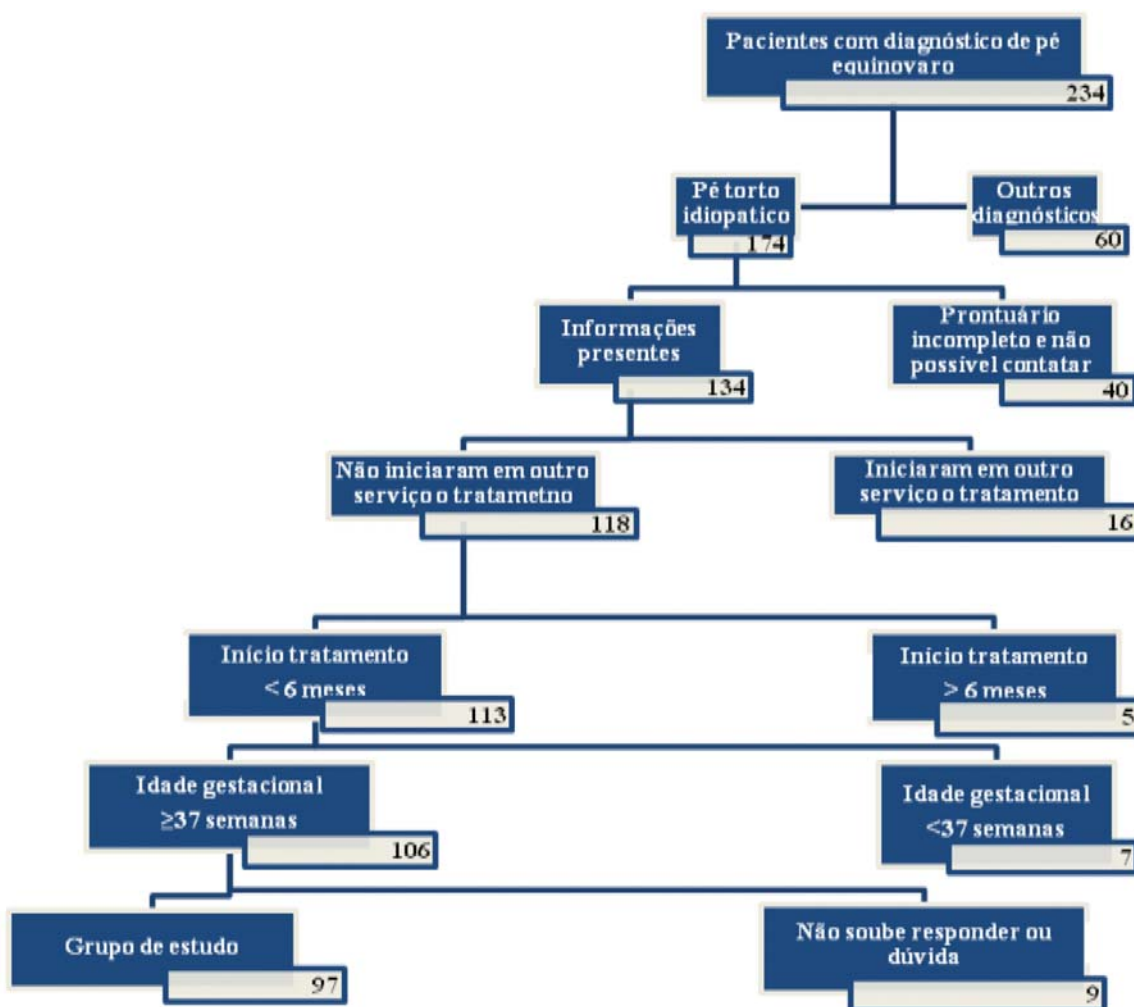 Pacientes com diagnóstico de pé
equinovaro
234
Pé torto
idiopatico
174
Outros
diagnósticos
60
Informações
presentes
134
Prontuário
incompleto e não
possível contatar
40
Não iniciaram em outro
serviço o tratametno
118
Iniciaram em outro
serviço o tratamento
16
Início tratamento
< 6 meses
113
Início tratamento
> 6 meses
5
Idade gestacional
≥37 semanas
106
Idade gestacional
<37 semanas
7
Grupo de estudo
97
Não soube responder ou
dúvida
9